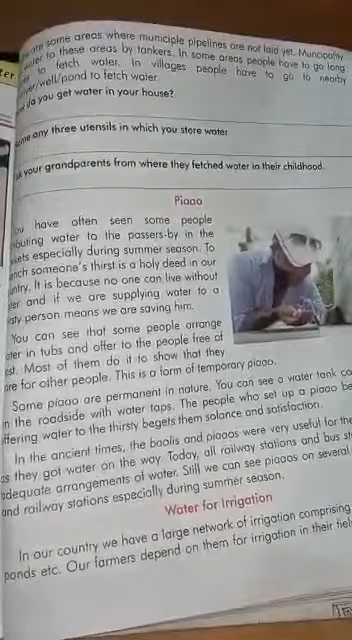 are some areas where municiple pipelines are not laid yet. Muncipality
water to these areas by tankers. In some areas people have to go long
to fetch water. In villages people have to go to nearby
river/well/pond to fetch water.
do you get water in your house?
any three utensils in which you store water.
your grandparents from where they fetched water in their childhood.
Piaao
have often seen some people
water to the passers-by in the
especially during summer season. To
someone's thirst is a holy deed in our
It is because no one can live without
and if we are supplying water to a
person means we are saving him.
You can see that some people arrange
in tubs and offer to the people free of
Most of them do it to show that they
for other people. This is a form of temporary piaao.
Some piaao are permanent in nature. You can see a water tank
the roadside with water taps. The people who set up a piaao
water to the thirsty begets them solance and satisfaction.
In the ancient times, the baolis and piaaos were very useful for the
as they got water on the way. Today, all railway stations and bus
adequate arrangements of water. Still we can see piaaos on several
and railway stations especially during summer season.
Water for Irrigation
In our country we have a large network of irrigation comprising
ponds etc. Our farmers depend on them for irrigation in their